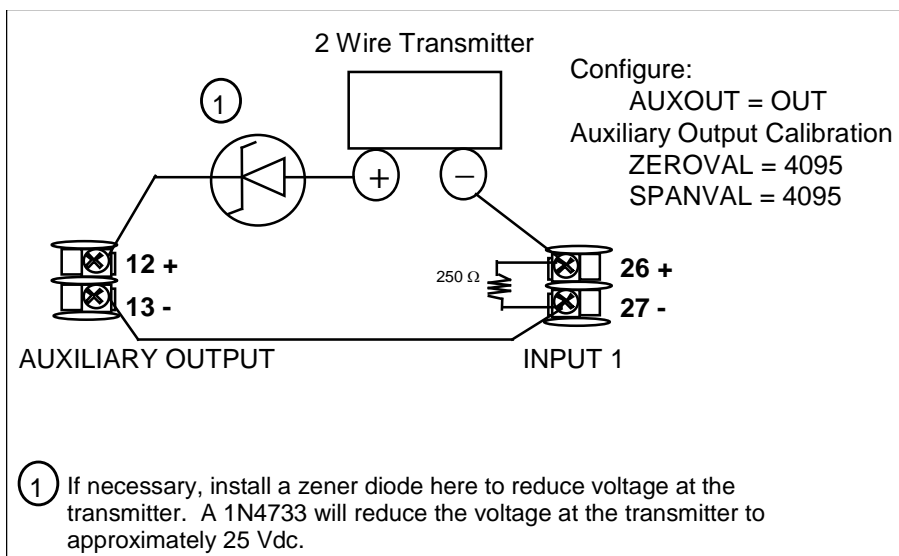 2 Wire Transmitter
Configure:
AUXOUT = OUT
Auxiliary Output Calibration
ZEROVAL = 4095
SPANVAL = 4095
1
+
−
12 +
13 -
250 Ω
26 +
27 -
AUXILIARY OUTPUT
INPUT 1
1 If necessary, install a zener diode here to reduce voltage at the
transmitter. A 1N4733 will reduce the voltage at the transmitter to
approximately 25 Vdc.